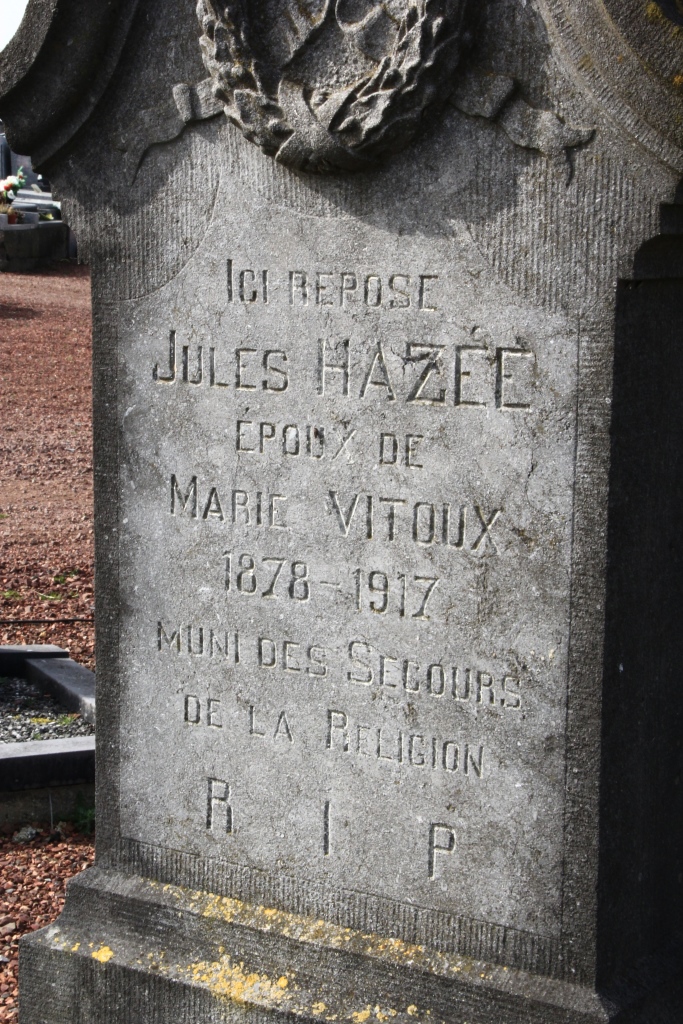 ICI REPOSE
JULES HAZÉE
ÉPOUX DE
MARIE VITOUX
1878-1917
MUNI DES SECOURS
DE LA RELIGION
R I P